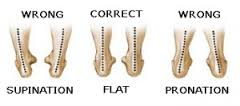 WRONG CORRECT WRONG
SUPINATION FLAT PRONATION